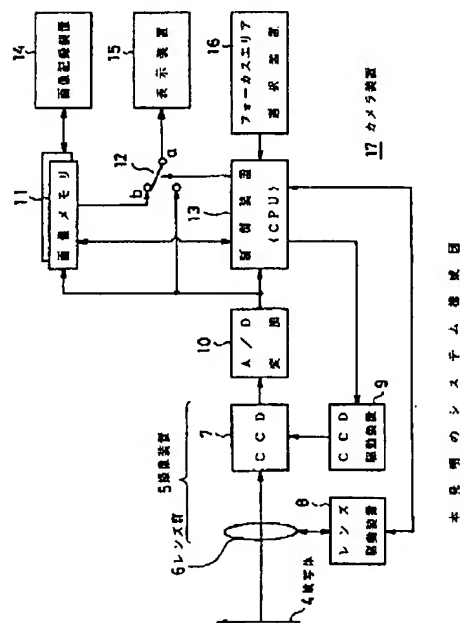 14
画像記録装置
15
表示装置
16
フォーカスエリア
選択装置
17 カメラ装置
11
画像メモリ
12
a
b
13
制御装置
(CPU)
10
A/D
変換
5撮像装置
7
CCD
9
CCD
駆動装置
6レンズ群
8
レンズ
駆動装置
4被写体
本発明のシステム構成図